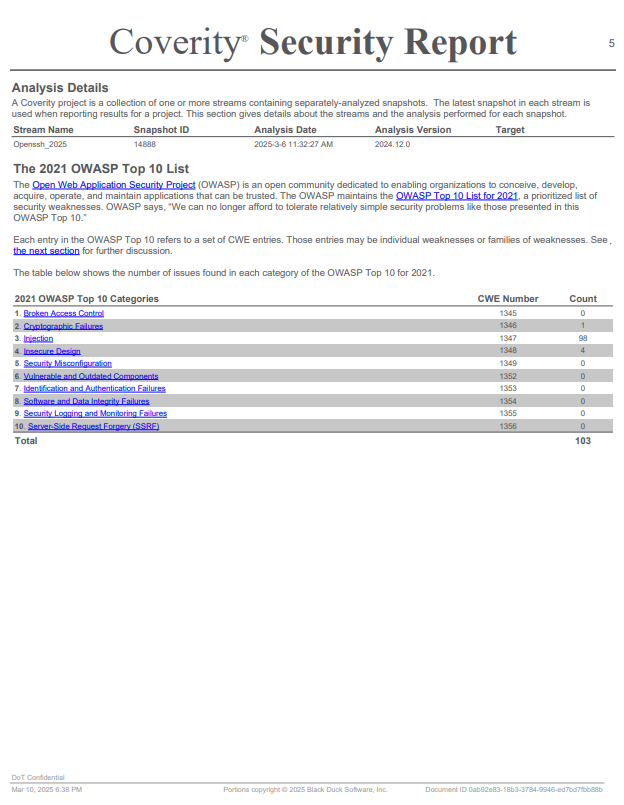 Coverity® Security Report
5
Analysis Details
A Coverity project is a collection of one or more streams containing separately-analyzed snapshots. The latest snapshot in each stream is
used when reporting results for a project. This section gives details about the streams and the analysis performed for each snapshot.
Stream Name Snapshot ID Analysis Date Analysis Version Target
Openssh_2025 14888 2025-3-6 11:32:27 AM 2024.12.0
The 2021 OWASP Top 10 List
The Open Web Application Security Project (OWASP) is an open community dedicated to enabling organizations to conceive, develop,
acquire, operate, and maintain applications that can be trusted. The OWASP maintains the OWASP Top 10 List for 2021, a prioritized list of
security weaknesses. OWASP says, “We can no longer afford to tolerate relatively simple security problems like those presented in this
OWASP Top 10.”
Each entry in the OWASP Top 10 refers to a set of CWE entries. Those entries may be individual weaknesses or families of weaknesses. See .
the next section for further discussion.
The table below shows the number of issues found in each category of the OWASP Top 10 for 2021.
2021 OWASP Top 10 Categories CWE Number Count
1. Broken Access Control 1345 0
2. Cryptographic Failures 1346 1
3. Injection 1347 98
4. Insecure Design 1348 4
5. Security Misconfiguration 1349 0
6. Vulnerable and Outdated Components 1352 0
7. Identification and Authentication Failures 1353 0
8. Software and Data Integrity Failures 1354 0
9. Security Logging and Monitoring Failures 1355 0
10. Server-Side Request Forgery (SSRF) 1356 0
Total 103
DoT Confidential
Mar 10, 2025 6:38 PM Portions copyright © 2025 Black Duck Software, Inc. Document ID 0ab92e83-18b3-3784-9946-ed7bd7fbb88b